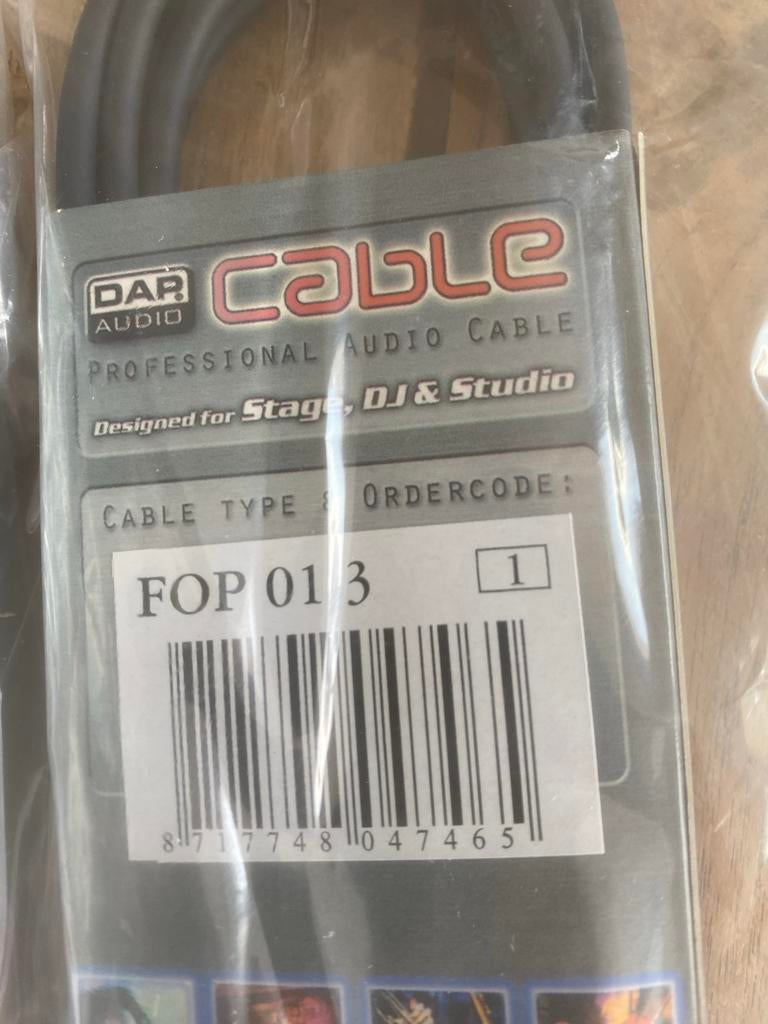 DAP.
AUDIO
Cable
PROFESSIONAL AUDIO CABLE
Designed for Stage, DJ & Studio
CABLE TYPE & ORDERCODE:
FOP 01 3
1
8 717748 047465